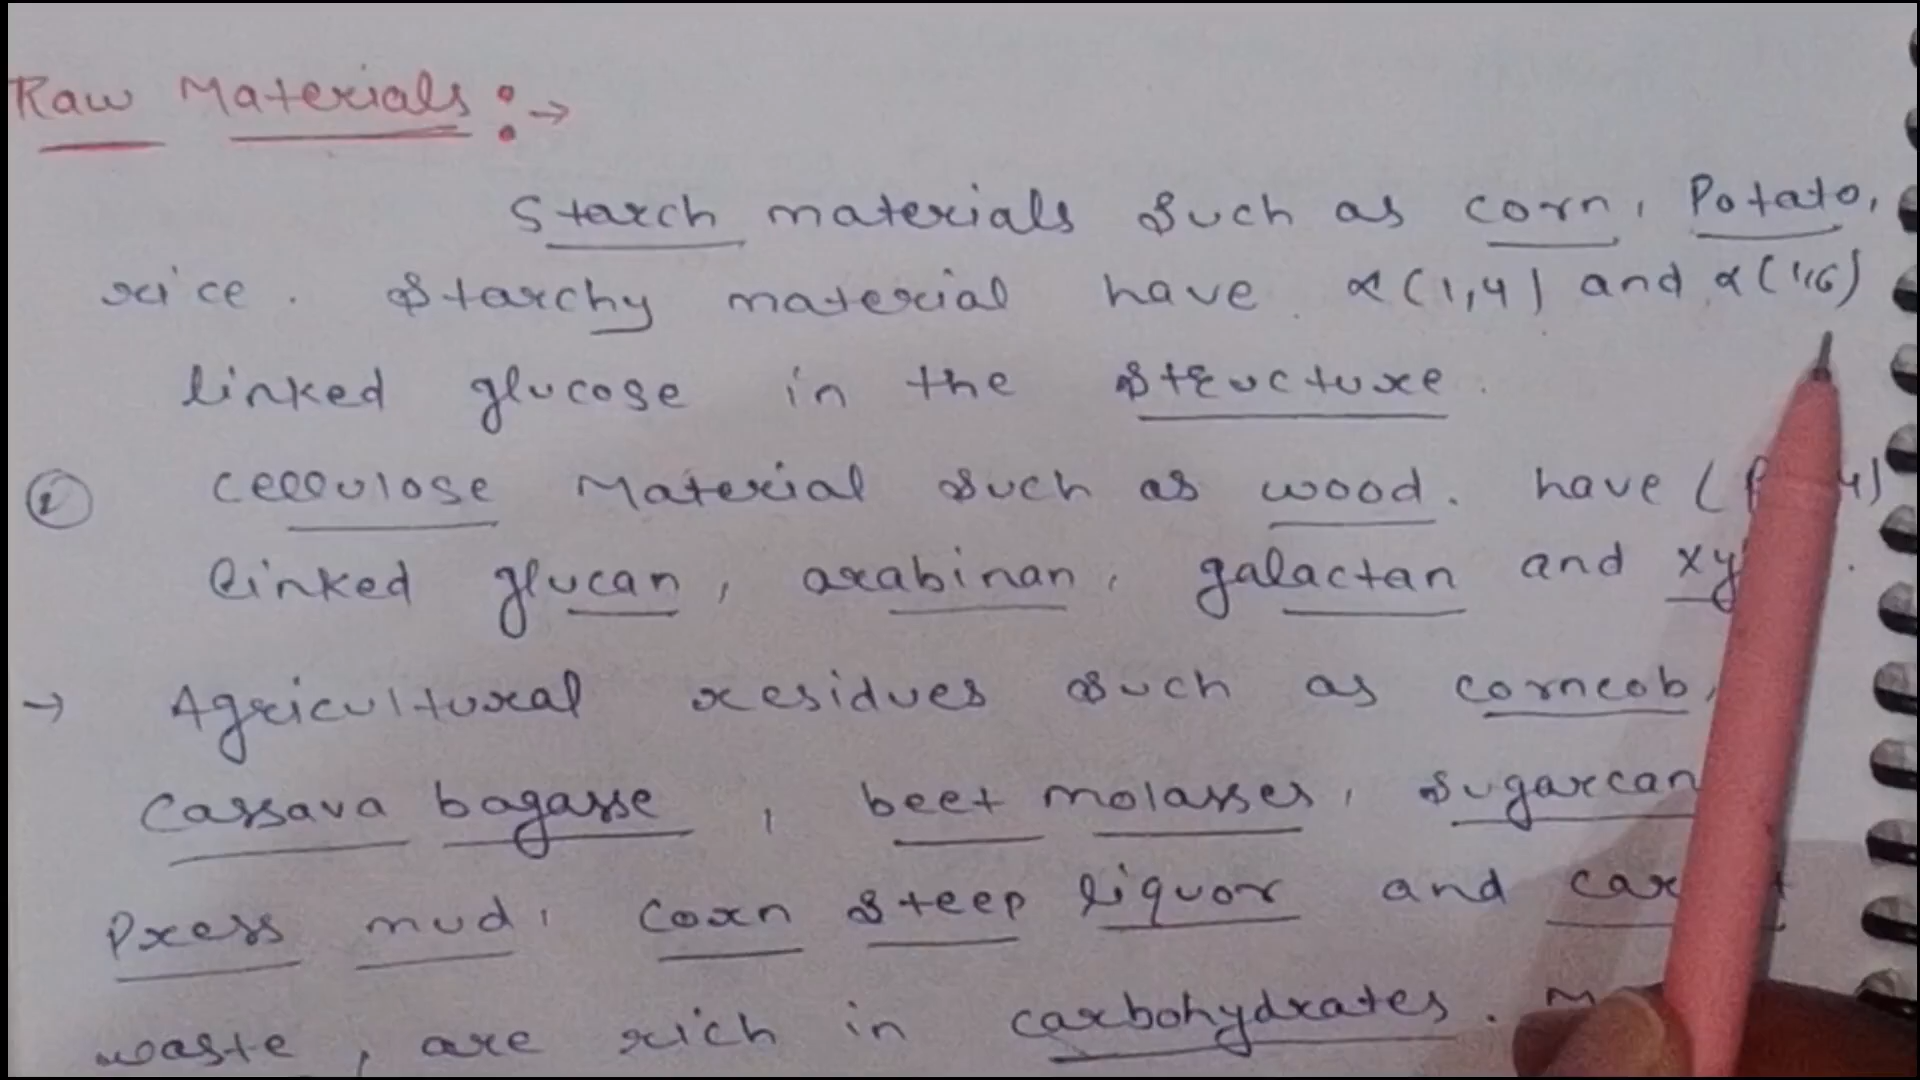 Raw Materials :→
Starch materials such as corn, Potato,
rice. Starchy material have α(1,4) and α(1,6)
linked glucose in the structure.
② Cellulose Material such as wood. have
linked glucan, arabinan, galactan and
→ Agricultural residues such as corncob,
Cassava bagasse, beet molasses,
Press mud, corn steep liquor and
waste, are rich in carbohydrates.